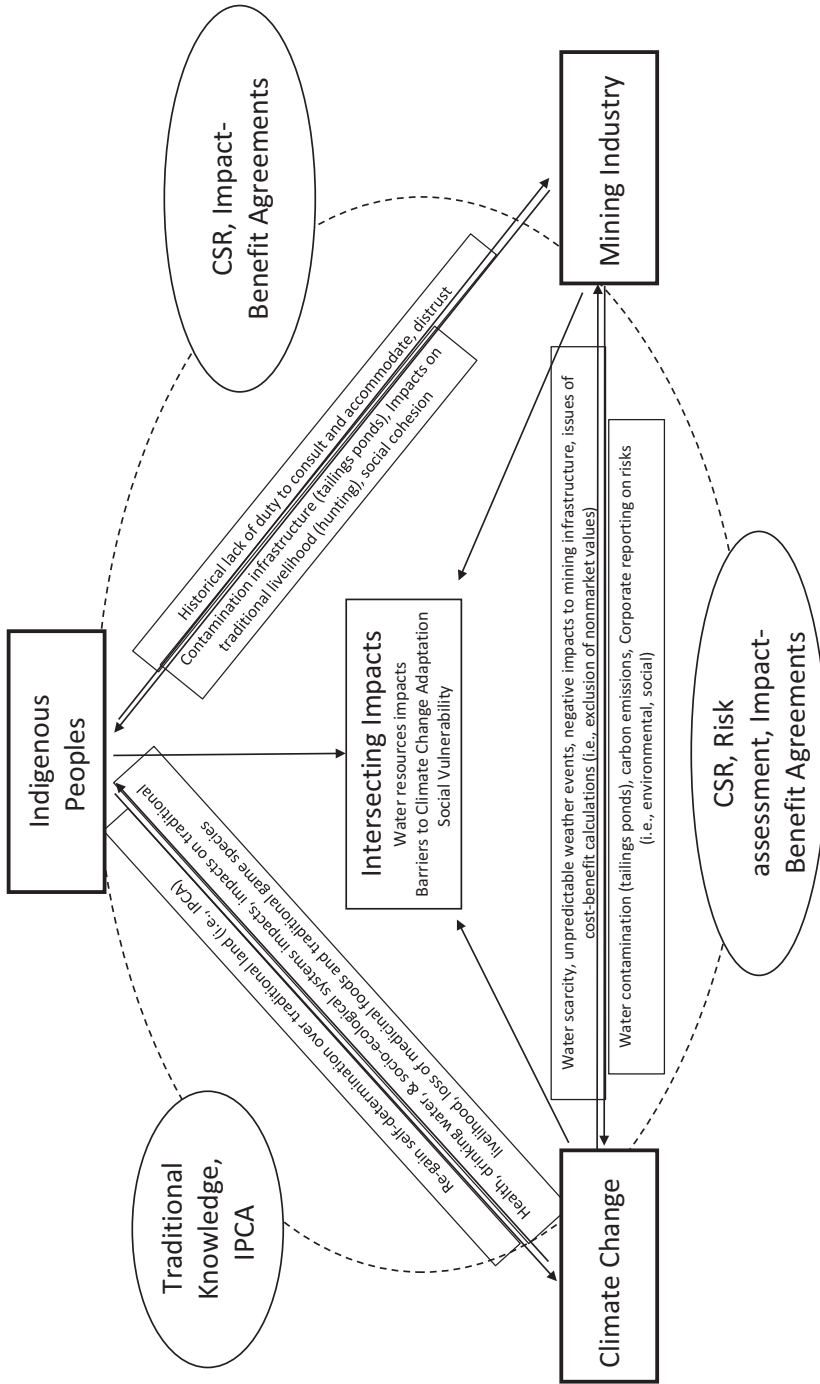 Indigenous
Peoples
Traditional
Knowledge,
IPCA
CSR, Impact-
Benefit Agreements
Re-gain self-determination over traditional land (i.e., IPCA)
Health, drinking water, & socio-ecological systems impacts, impacts on traditional
livelihood, loss of medicinal foods and traditional game species
Historical lack of duty to consult and accommodate, distrust
Contamination infrastructure (tailings ponds), Impacts on
traditional livelihood (hunting), social cohesion
Intersecting Impacts
Water resources impacts
Barriers to Climate Change Adaptation
Social Vulnerability
Climate Change
Mining Industry
Water scarcity, unpredictable weather events, negative impacts to mining infrastructure, issues of
cost-benefit calculations (i.e., exclusion of nonmarket values)
Water contamination (tailings ponds), carbon emissions, Corporate reporting on risks
(i.e., environmental, social)
CSR, Risk
assessment, Impact-
Benefit Agreements